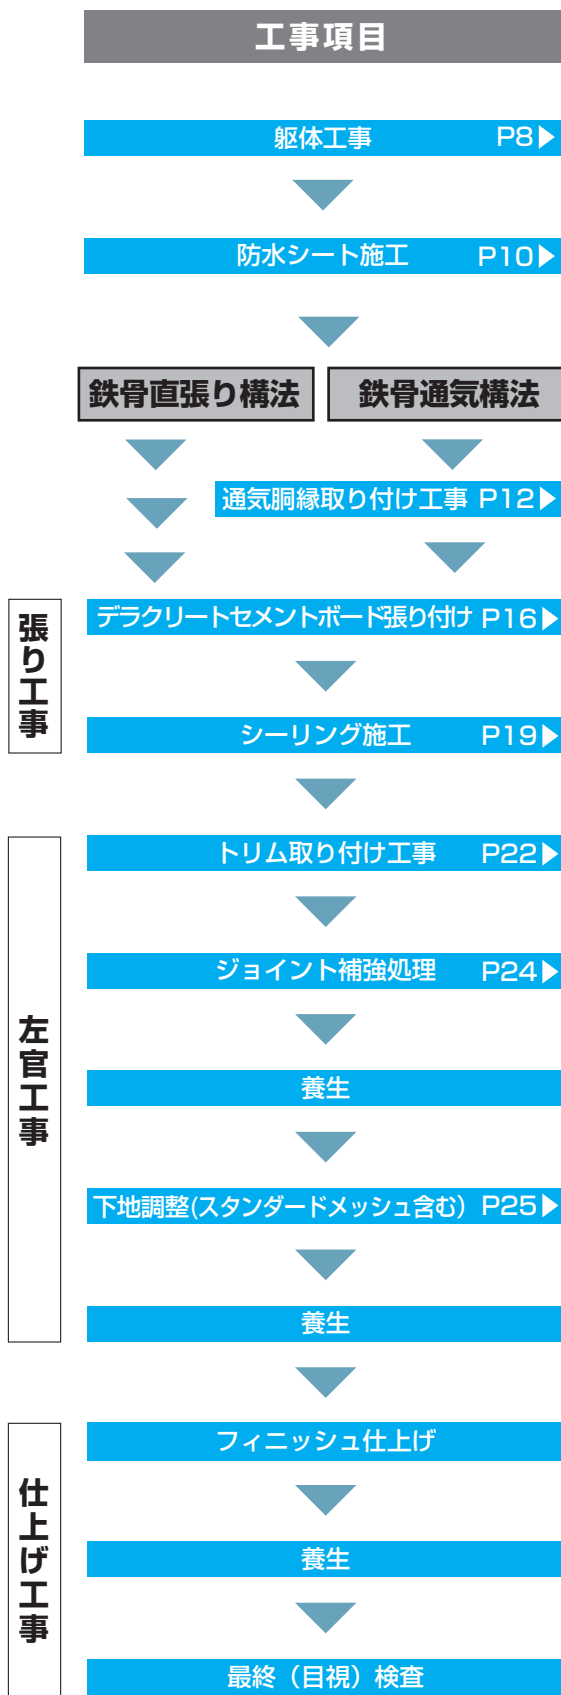 工事項目
躯体工事 P8▶
防水シート施工 P10▶
鉄骨直張り構法
鉄骨通気構法
通気胴縁取り付け工事 P12▶
張り工事
デラクリートセメントボード張り付け P16▶
シーリング施工 P19▶
左官工事
トリム取り付け工事 P22▶
ジョイント補強処理 P24▶
養生
下地調整(スタンダードメッシュ含む) P25▶
養生
仕上げ工事
フィニッシュ仕上げ
養生
最終（目視）検査